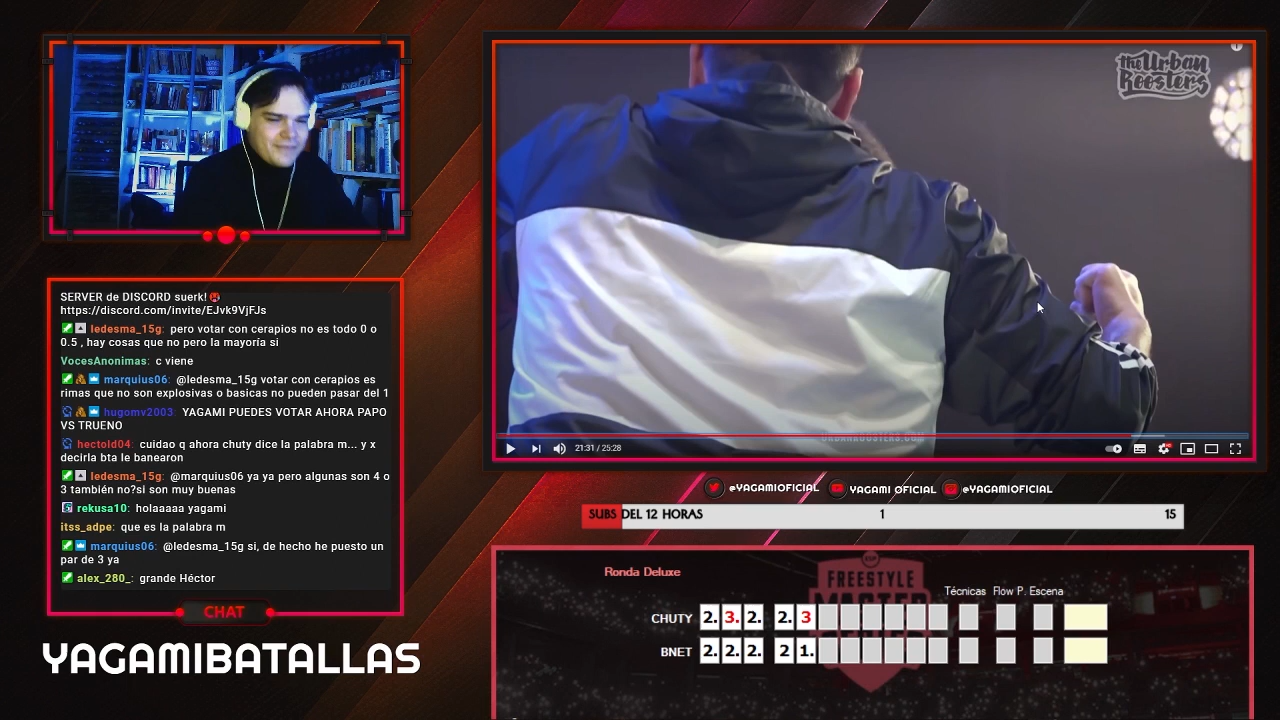 the Urban
Roosters
URBANROOSTERS.COM
21:31 / 25:28
SERVER de DISCORD suerk!
https://discord.com/invite/EJvk9VjFJs
ledesma_15g: pero votar con cerapios no es todo 0 o
0.5 , hay cosas que no pero la mayoría si
VocesAnonimas: c viene
marquius06: @ledesma_15g votar con cerapios es
rimas que no son explosivas o basicas no pueden pasar del 1
hugomv2003: YAGAMI PUEDES VOTAR AHORA PAPO
VS TRUENO
hectold04: cuidao q ahora chuty dice la palabra m... y x
decirla bta le banearon
ledesma_15g: @marquius06 ya ya pero algunas son 4 o
3 también no?si son muy buenas
rekusa10: holaaaaa yagami
itss_adpe: que es la palabra m
marquius06: @ledesma_15g si, de hecho he puesto un
par de 3 ya
alex_280_: grande Héctor
CHAT
YAGAMIBATALLAS
@YAGAMIOFICIAL YAGAMI OFICIAL @YAGAMIOFICIAL
SUBS DEL 12 HORAS 1 15
Ronda Deluxe
FREESTYLE
MASTER
Técnicas Flow P. Escena
CHUTY 2. 3. 2. 2. 3
BNET 2. 2. 2. 2 1.